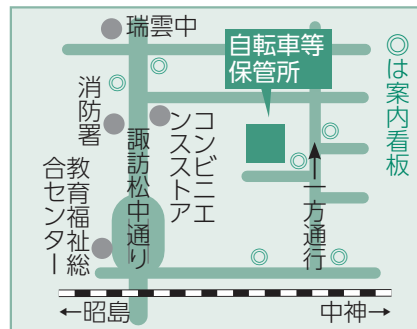 瑞雲中
自転車等
保管所
◎は案内看板
消防署
コンビニエ
ンスストア
諏訪松中通り
教育福祉総
合センター
一方通行
←昭島
中神→